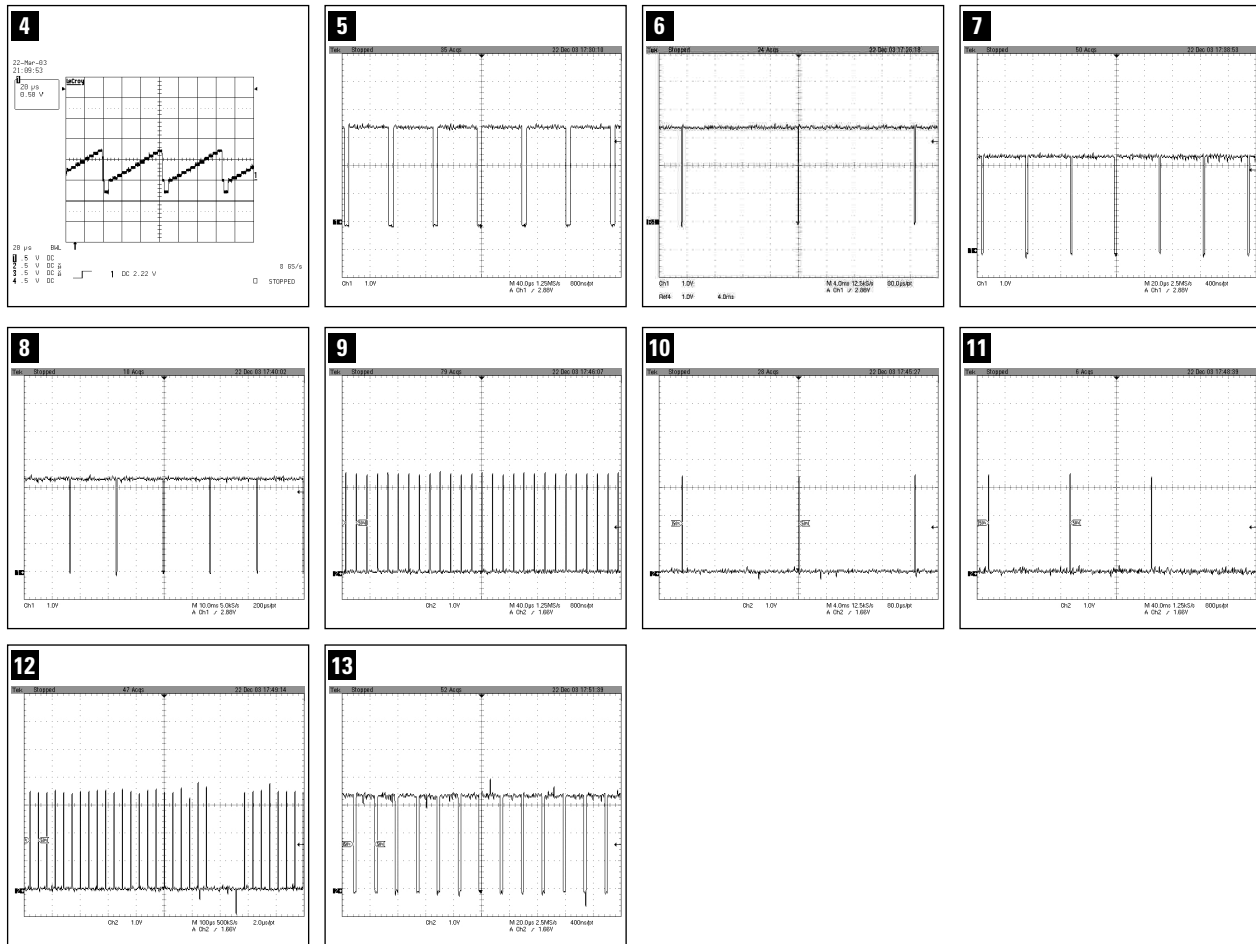 4
22-Mar-03
21:09:53
20 µs
0.50 V
LeCroy
1
20 µs BWL
1 .5 V DC
2 .5 V DC
3 .5 V DC
4 .5 V DC
1 DC 2.22 V
8 GS/s
STOPPED
5
Tek Stopped 35 Acqs 22 Dec 03 17:30:10
Ch1 1.0V M 40.0µs 1.25MS/s 800ns/pt
A Ch1 / 2.88V
6
Tek Stopped 24 Acqs 22 Dec 03 17:26:19
Ch1 1.0V M 4.0ms 12.5kS/s 80.0µs/pt
A Ch1 / 2.88V
Ref4 1.0V 4.0ms
7
Tek Stopped 50 Acqs 22 Dec 03 17:38:50
Ch1 1.0V M 20.0µs 2.5MS/s 400ns/pt
A Ch1 / 2.88V
8
Tek Stopped 18 Acqs 22 Dec 03 17:40:02
Ch1 1.0V M 10.0ms 5.0kS/s 200µs/pt
A Ch1 / 2.88V
9
Tek Stopped 79 Acqs 22 Dec 03 17:46:07
Ch2 1.0V M 40.0µs 1.25MS/s 800ns/pt
A Ch2 / 1.66V
10
Tek Stopped 28 Acqs 22 Dec 03 17:45:27
Ch2 1.0V M 4.0ms 12.5kS/s 80.0µs/pt
A Ch2 / 1.66V
11
Tek Stopped 6 Acqs 22 Dec 03 17:48:39
Ch2 1.0V M 40.0ms 1.25kS/s 800µs/pt
A Ch2 / 1.66V
12
Tek Stopped 47 Acqs 22 Dec 03 17:49:14
Ch2 1.0V M 100µs 500kS/s 2.0µs/pt
A Ch2 / 1.66V
13
Tek Stopped 52 Acqs 22 Dec 03 17:51:39
Ch2 1.0V M 20.0µs 2.5MS/s 400ns/pt
A Ch2 / 1.66V